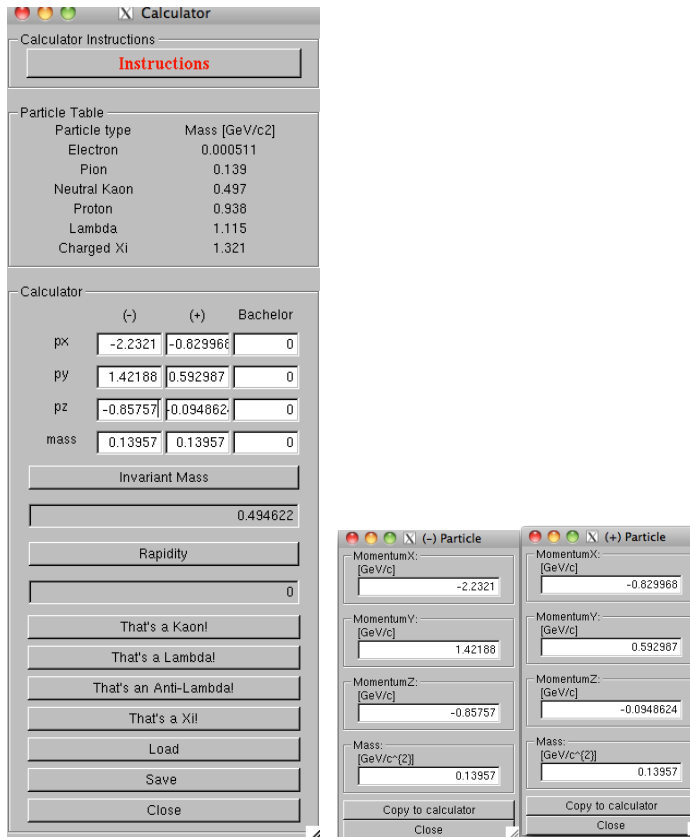 Calculator
Calculator Instructions
Instructions
Particle Table
Particle type Mass [GeV/c2]
Electron 0.000511
Pion 0.139
Neutral Kaon 0.497
Proton 0.938
Lambda 1.115
Charged Xi 1.321
Calculator
(-) (+) Bachelor
px -2.2321 -0.829968 0
py 1.42188 0.592987 0
pz -0.85757 -0.0948624 0
mass 0.13957 0.13957 0
Invariant Mass
0.494622
Rapidity
0
That's a Kaon!
That's a Lambda!
That's an Anti-Lambda!
That's a Xi!
Load
Save
Close
X (-) Particle
MomentumX:
[GeV/c]
-2.2321
MomentumY:
[GeV/c]
1.42188
MomentumZ:
[GeV/c]
-0.85757
Mass:
[GeV/c^{2}]
0.13957
Copy to calculator
Close
X (+) Particle
MomentumX:
[GeV/c]
-0.829968
MomentumY:
[GeV/c]
0.592987
MomentumZ:
[GeV/c]
-0.0948624
Mass:
[GeV/c^{2}]
0.13957
Copy to calculator
Close